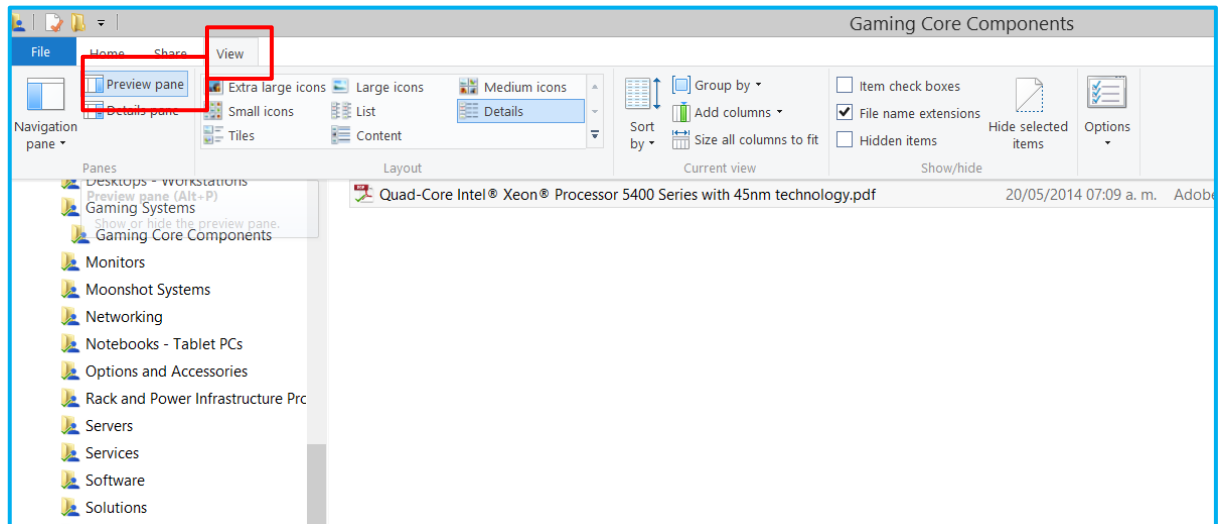 Gaming Core Components
File Home Share View
Preview pane
Details pane
Navigation
pane
Extra large icons Large icons Medium icons
Small icons List Details
Tiles Content
Sort
by
Group by
Add columns
Size all columns to fit
Item check boxes
File name extensions
Hidden items
Hide selected
items
Options
Panes Layout Current view Show/hide
Desktops - Workstations
Preview pane (Alt+P)
Gaming Systems
Show or hide the preview pane.
Gaming Core Components
Monitors
Moonshot Systems
Networking
Notebooks - Tablet PCs
Options and Accessories
Rack and Power Infrastructure Pro
Servers
Services
Software
Solutions
Quad-Core Intel® Xeon® Processor 5400 Series with 45nm technology.pdf 20/05/2014 07:09 a. m. Adobe